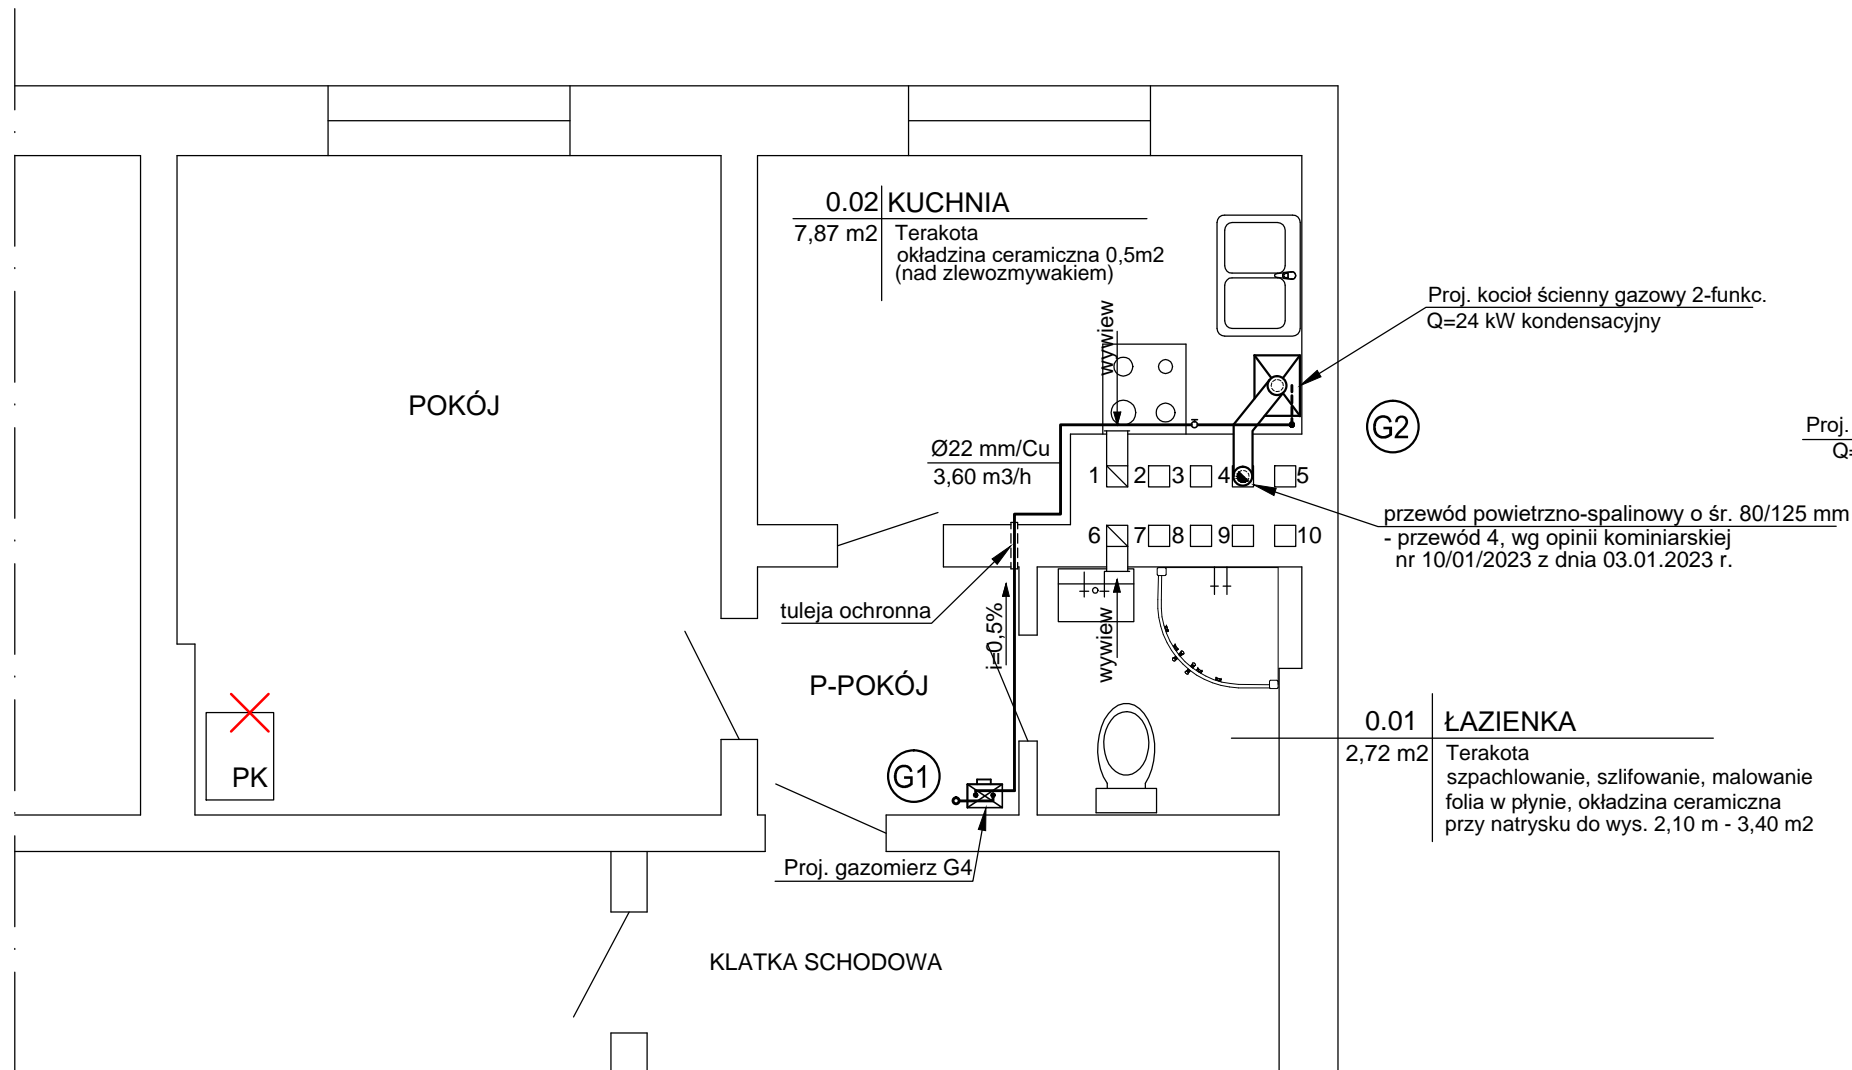 0.02 KUCHNIA
7,87 m2 Terakota
okładzina ceramiczna 0,5m2
(nad zlewozmywakiem)
wywiew
Proj. kocioł ścienny gazowy 2-funkc.
Q=24 kW kondensacyjny
POKÓJ
G2
Proj.
Q=
Ø22 mm/Cu
3,60 m3/h
1 2 3 4 5
przewód powietrzno-spalinowy o śr. 80/125 mm
- przewód 4, wg opinii kominiarskiej
nr 10/01/2023 z dnia 03.01.2023 r.
6 7 8 9 10
tuleja ochronna
i=0,5%
wywiew
P-POKÓJ
0.01 ŁAZIENKA
2,72 m2 Terakota
szpachlowanie, szlifowanie, malowanie
folia w płynie, okładzina ceramiczna
przy natrysku do wys. 2,10 m - 3,40 m2
PK
G1
Proj. gazomierz G4
KLATKA SCHODOWA